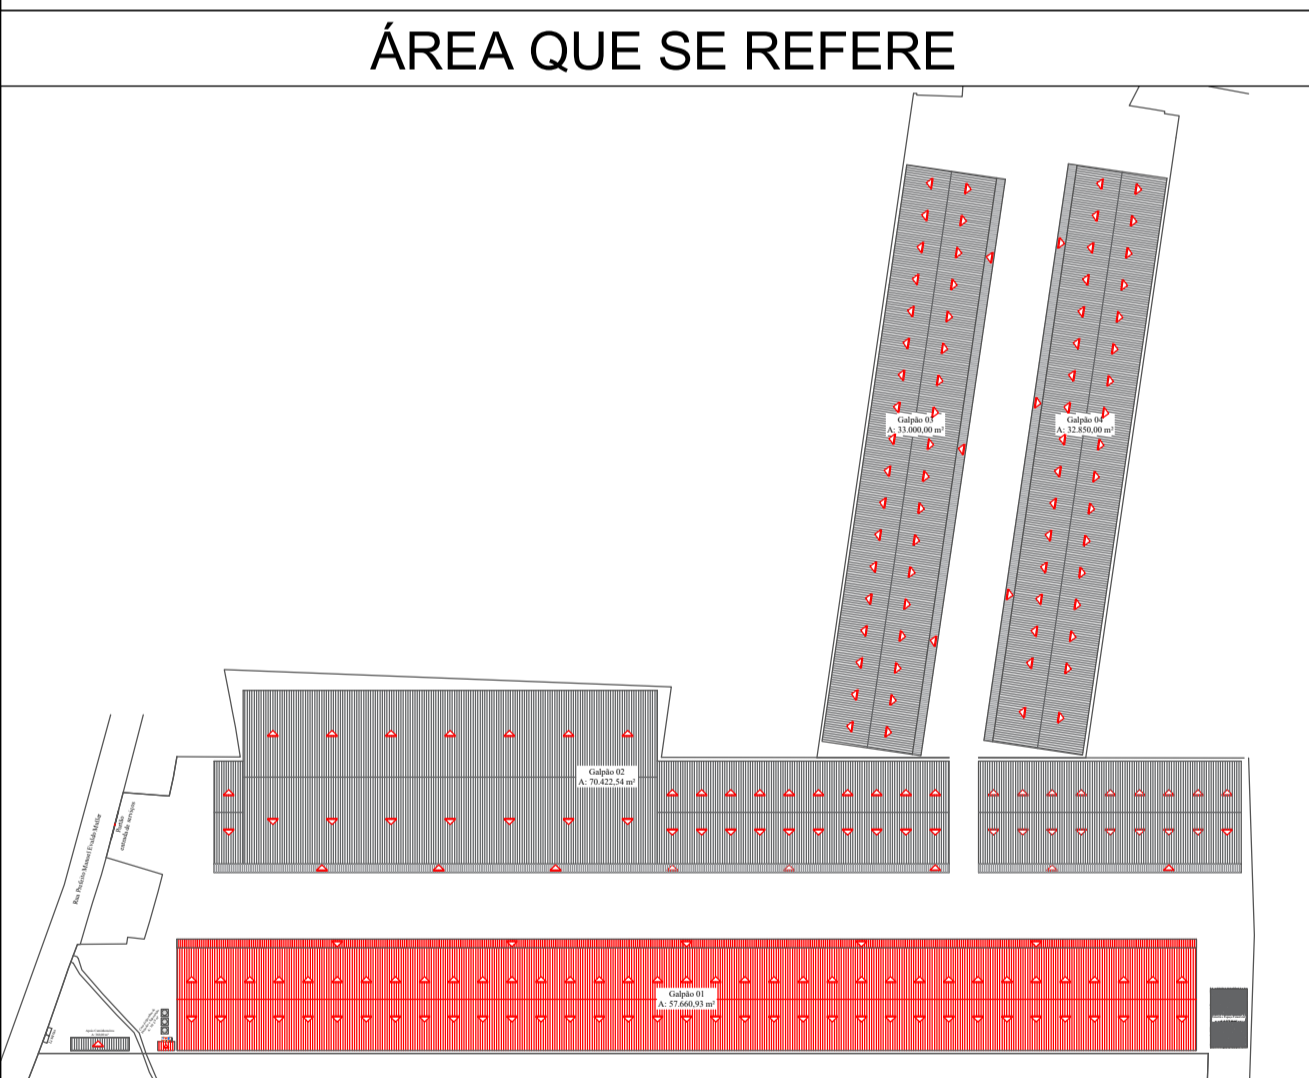 ÁREA QUE SE REFERE
Galpão 03
A: 33.000,00 m²
Galpão 04
A: 32.850,00 m²
Galpão 02
A: 70.422,54 m²
Rua Prefeito Manoel Evaldo Muller
Portão
entrada de serviços
Galpão 01
A: 57.660,93 m²